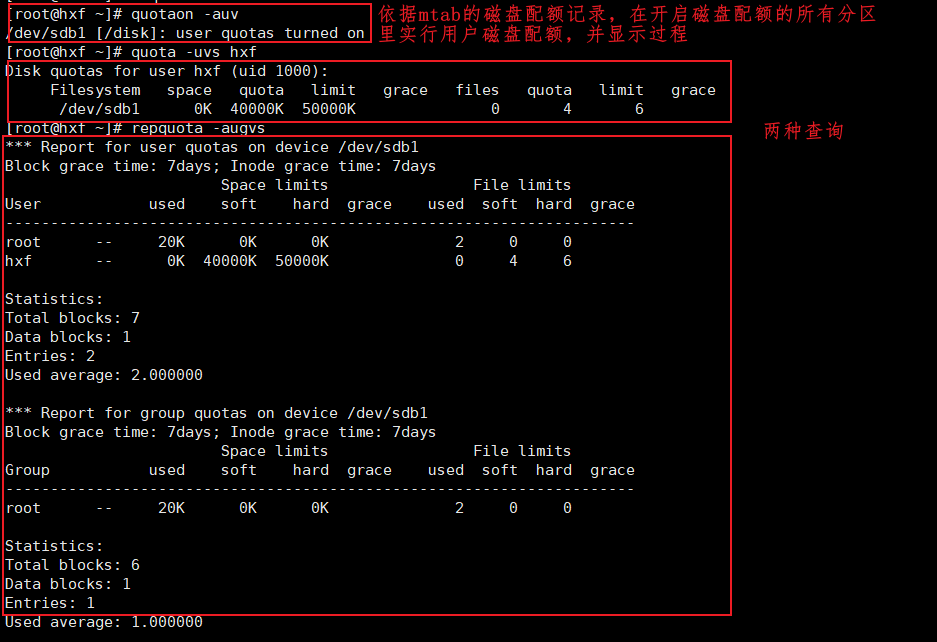 [root@hxf ~]# quotaon -auv
/dev/sdb1 [/disk]: user quotas turned on
依据mtab的磁盘配额记录，在开启磁盘配额的所有分区
里实行用户磁盘配额，并显示过程
[root@hxf ~]# quota -uvs hxf
Disk quotas for user hxf (uid 1000):
     Filesystem   space   quota   limit   grace   files   quota   limit   grace
      /dev/sdb1      0K  40000K  50000K               0       4       6
[root@hxf ~]# repquota -augvs
两种查询
*** Report for user quotas on device /dev/sdb1
Block grace time: 7days; Inode grace time: 7days
                        Space limits                File limits
User            used    soft    hard  grace    used  soft  hard  grace
----------------------------------------------------------------------
root      --     20K      0K      0K              2     0     0
hxf       --      0K  40000K  50000K              0     4     6
Statistics:
Total blocks: 7
Data blocks: 1
Entries: 2
Used average: 2.000000
*** Report for group quotas on device /dev/sdb1
Block grace time: 7days; Inode grace time: 7days
                        Space limits                File limits
Group           used    soft    hard  grace    used  soft  hard  grace
----------------------------------------------------------------------
root      --     20K      0K      0K              2     0     0
Statistics:
Total blocks: 6
Data blocks: 1
Entries: 1
Used average: 1.000000